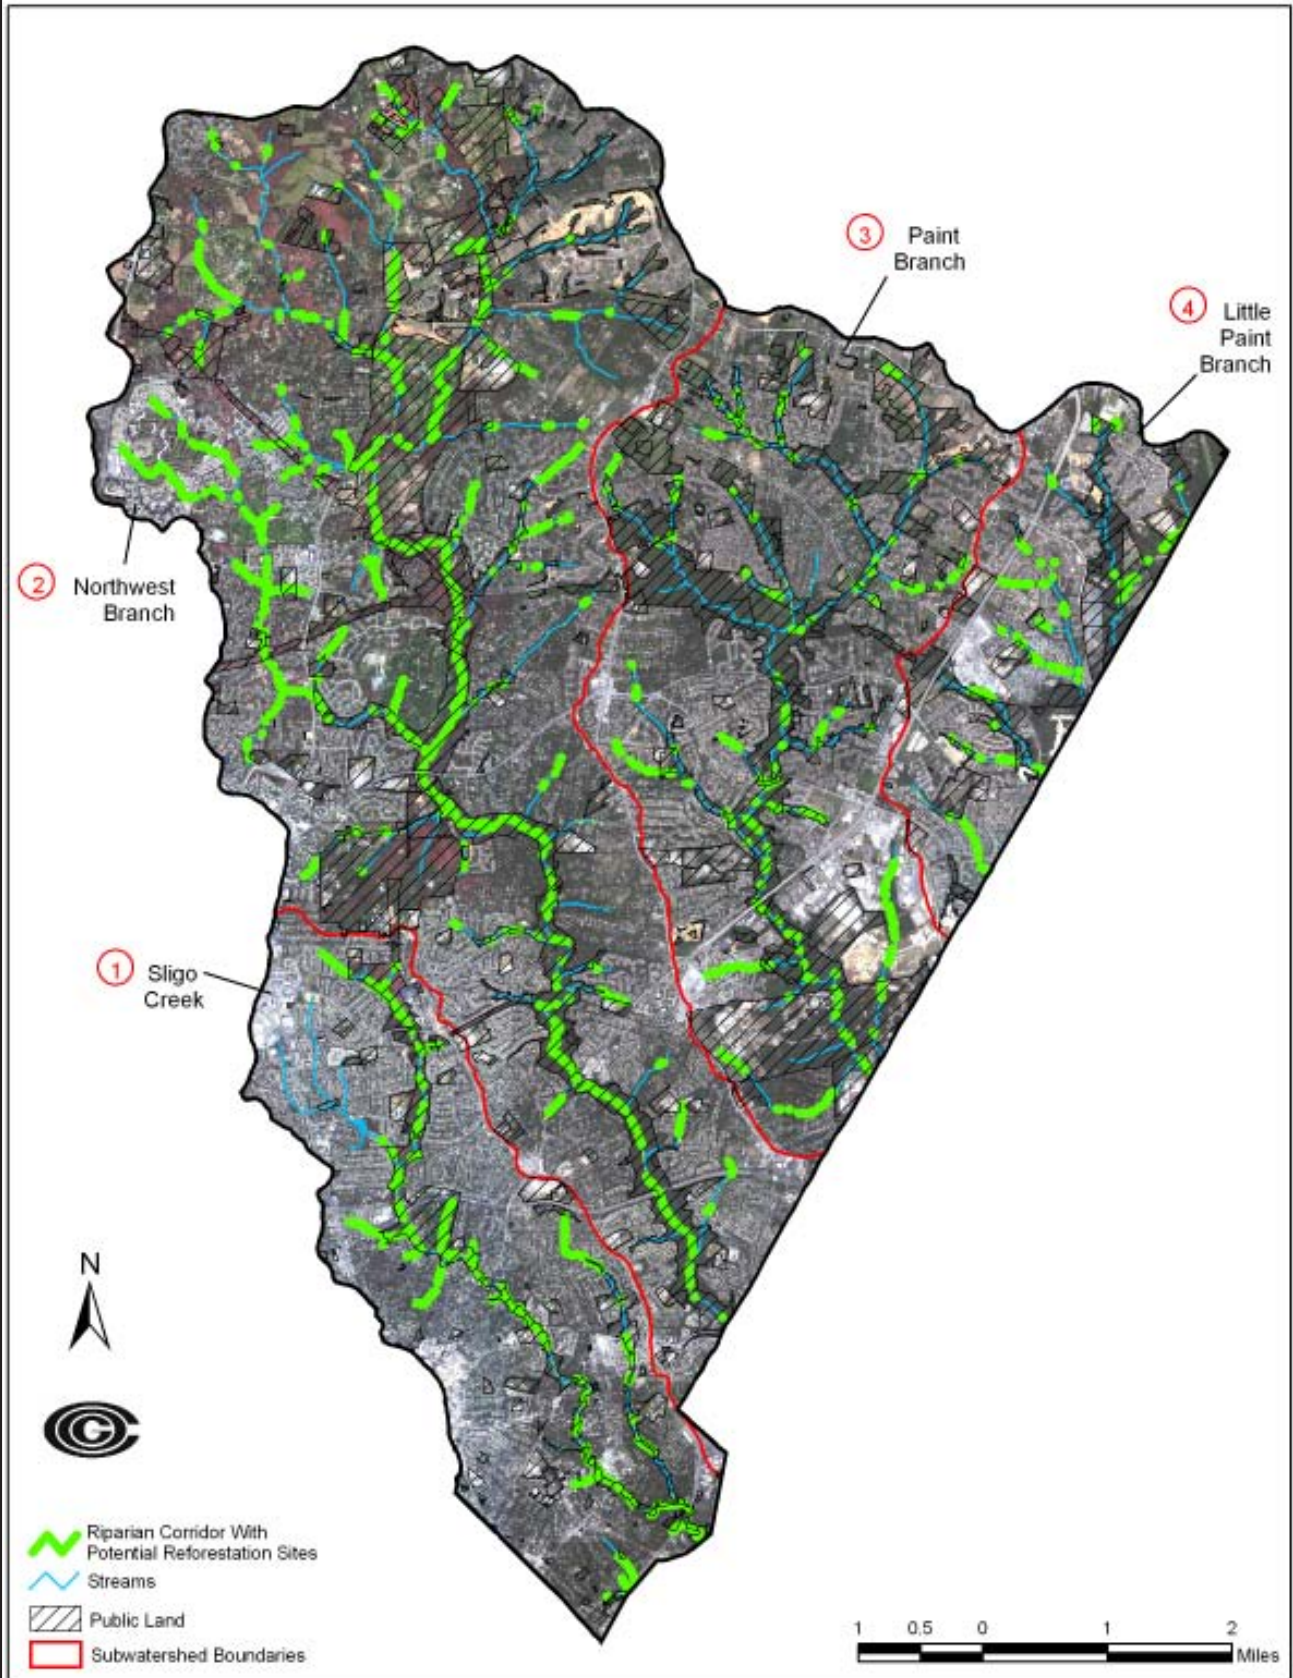 3 Paint
Branch
4 Little
Paint
Branch
2 Northwest
Branch
1 Sligo
Creek
N
Riparian Corridor With
Potential Reforestation Sites
Streams
Public Land
Subwatershed Boundaries
1 0.5 0 1 2
Miles